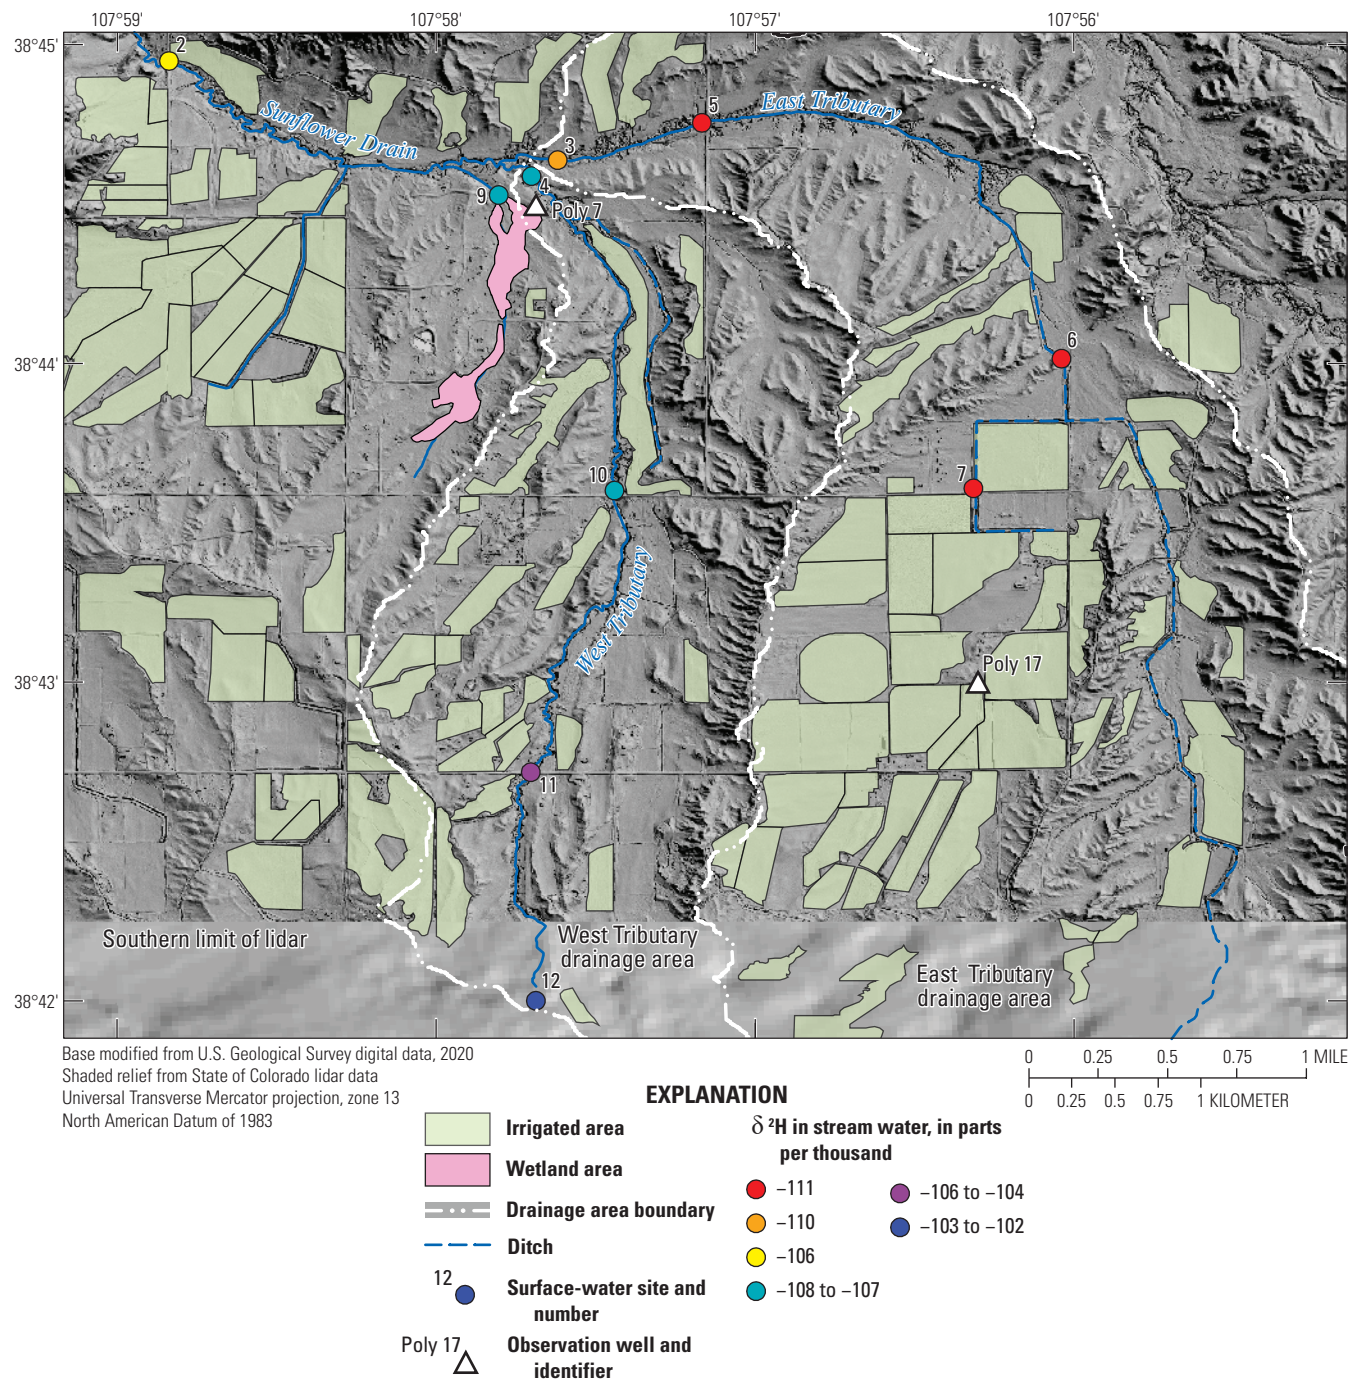 107°59'
107°58'
107°57'
107°56'
38°45'
2
Sunflower Drain
5
East Tributary
3
4
9
Poly 7
38°44'
6
10
7
West Tributary
38°43'
Poly 17
11
Southern limit of lidar
West Tributary
drainage area
East Tributary
drainage area
12
38°42'
Base modified from U.S. Geological Survey digital data, 2020
Shaded relief from State of Colorado lidar data
Universal Transverse Mercator projection, zone 13
North American Datum of 1983
0 0.25 0.5 0.75 1 MILE
0 0.25 0.5 0.75 1 KILOMETER
EXPLANATION
Irrigated area
Wetland area
Drainage area boundary
Ditch
12
Surface-water site and
number
Poly 17
Observation well and
identifier
δ ²H in stream water, in parts
per thousand
–111
–110
–106
–108 to –107
–106 to –104
–103 to –102